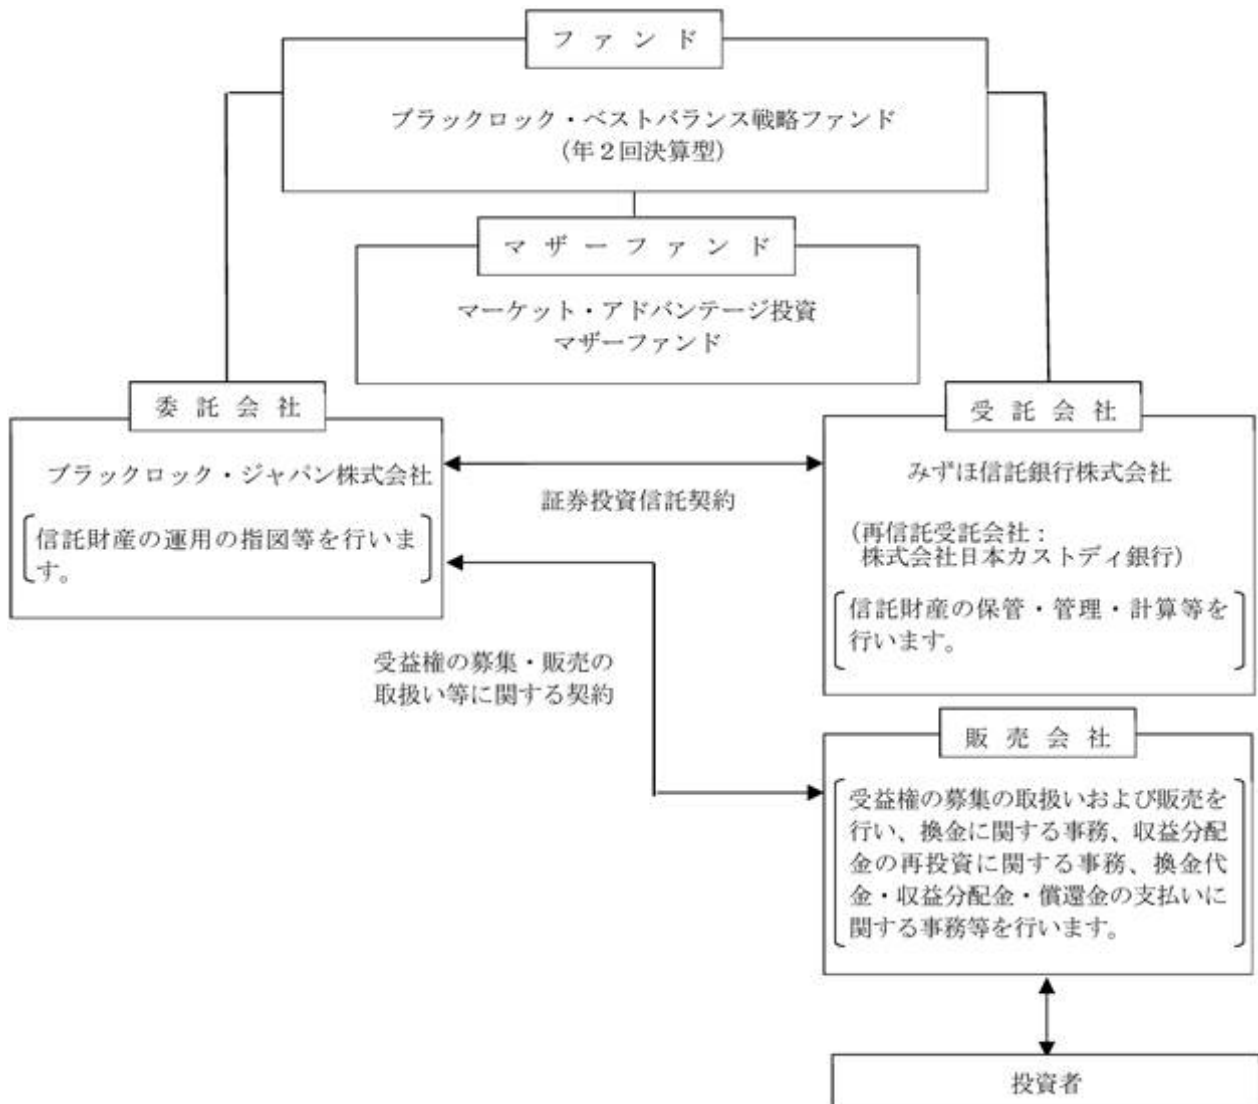 ファンド
ブラックロック・ベストバランス戦略ファンド
（年２回決算型）
マザーファンド
マーケット・アドバンテージ投資
マザーファンド
委託会社
ブラックロック・ジャパン株式会社
信託財産の運用の指図等を行いま
す。
証券投資信託契約
受託会社
みずほ信託銀行株式会社
（再信託受託会社：
株式会社日本カストディ銀行）
信託財産の保管・管理・計算等を
行います。
受益権の募集・販売の
取扱い等に関する契約
販売会社
受益権の募集の取扱いおよび販売を
行い、換金に関する事務、収益分配
金の再投資に関する事務、換金代
金・収益分配金・償還金の支払いに
関する事務等を行います。
投資者